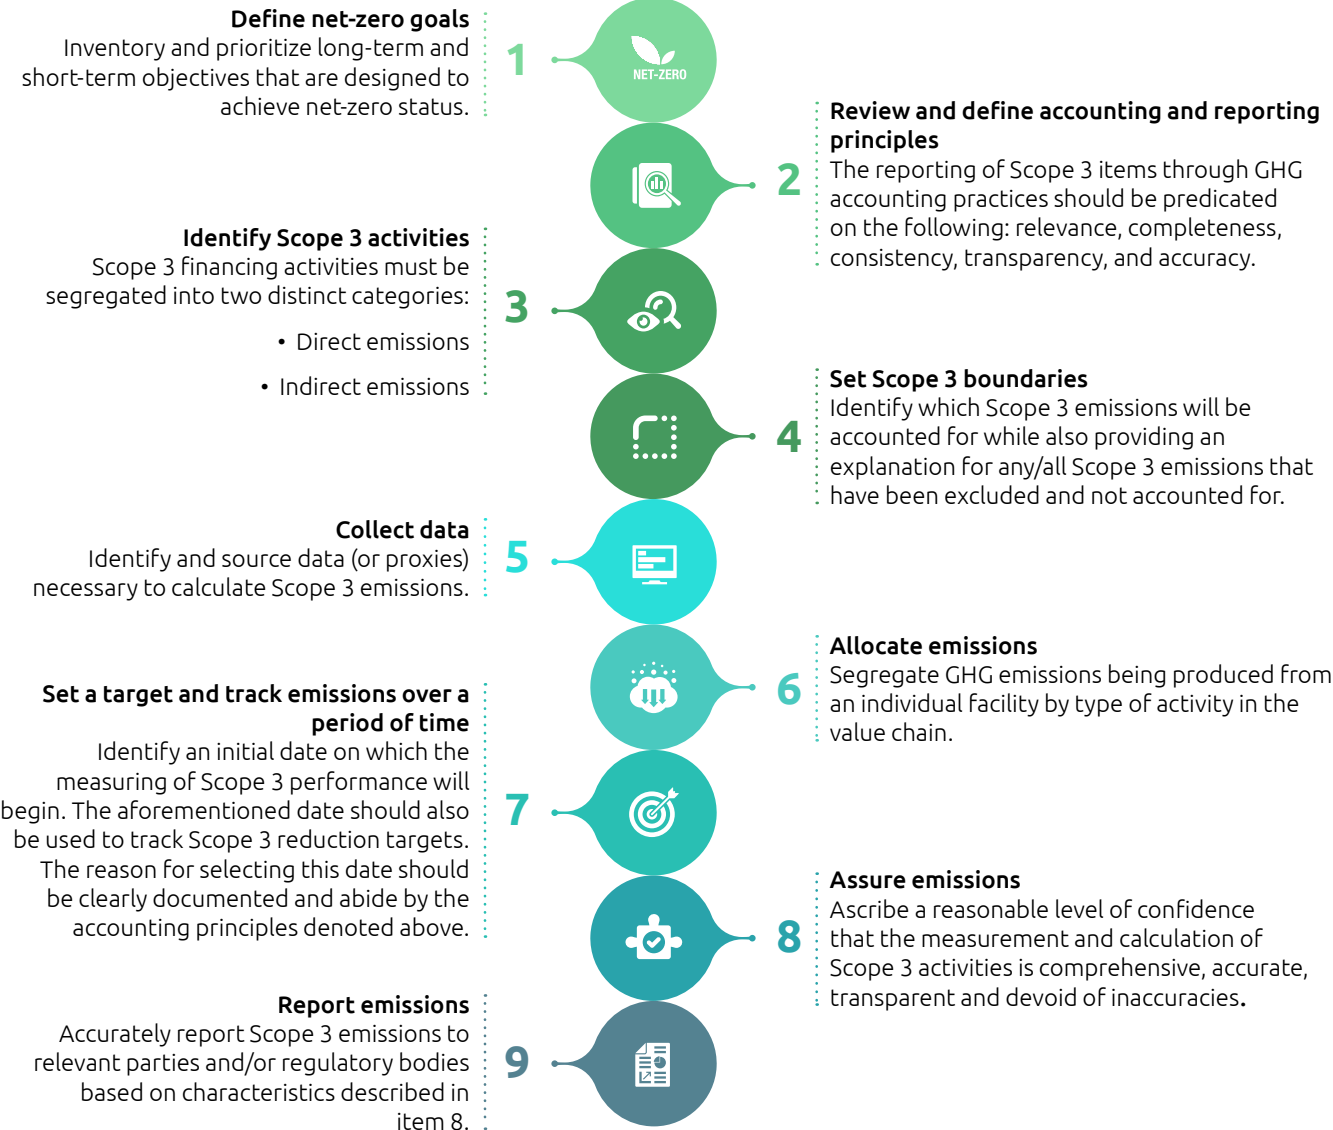 Define net-zero goals
Inventory and prioritize long-term and
short-term objectives that are designed to
achieve net-zero status.
1
NET-ZERO
2
Review and define accounting and reporting
principles
The reporting of Scope 3 items through GHG
accounting practices should be predicated
on the following: relevance, completeness,
consistency, transparency, and accuracy.
Identify Scope 3 activities
Scope 3 financing activities must be
segregated into two distinct categories:
• Direct emissions
• Indirect emissions
3
4
Set Scope 3 boundaries
Identify which Scope 3 emissions will be
accounted for while also providing an
explanation for any/all Scope 3 emissions that
have been excluded and not accounted for.
Collect data
Identify and source data (or proxies)
necessary to calculate Scope 3 emissions.
5
6
Allocate emissions
Segregate GHG emissions being produced from
an individual facility by type of activity in the
value chain.
Set a target and track emissions over a
period of time
Identify an initial date on which the
measuring of Scope 3 performance will
begin. The aforementioned date should also
be used to track Scope 3 reduction targets.
The reason for selecting this date should
be clearly documented and abide by the
accounting principles denoted above.
7
8
Assure emissions
Ascribe a reasonable level of confidence
that the measurement and calculation of
Scope 3 activities is comprehensive, accurate,
transparent and devoid of inaccuracies.
Report emissions
Accurately report Scope 3 emissions to
relevant parties and/or regulatory bodies
based on characteristics described in
item 8.
9